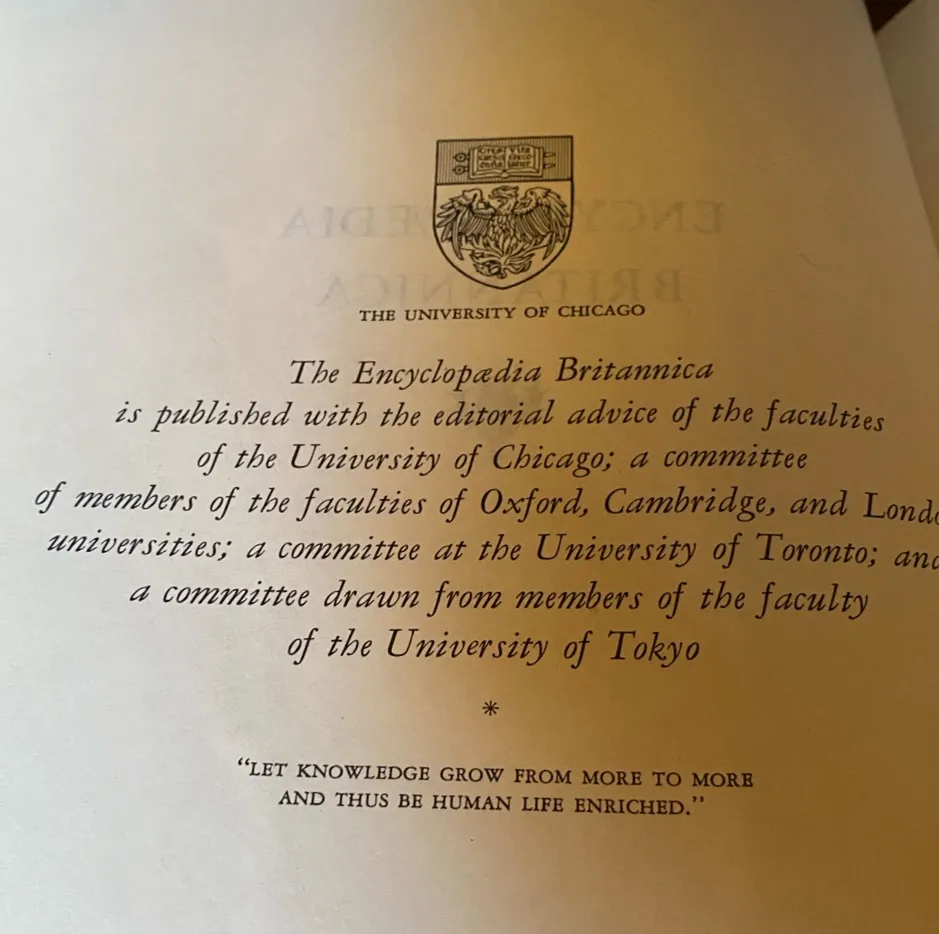 THE UNIVERSITY OF CHICAGO
The Encyclopædia Britannica
is published with the editorial advice of the faculties
of the University of Chicago; a committee
of members of the faculties of Oxford, Cambridge, and Londo
universities; a committee at the University of Toronto; and
a committee drawn from members of the faculty
of the University of Tokyo
*
"LET KNOWLEDGE GROW FROM MORE TO MORE
AND THUS BE HUMAN LIFE ENRICHED."